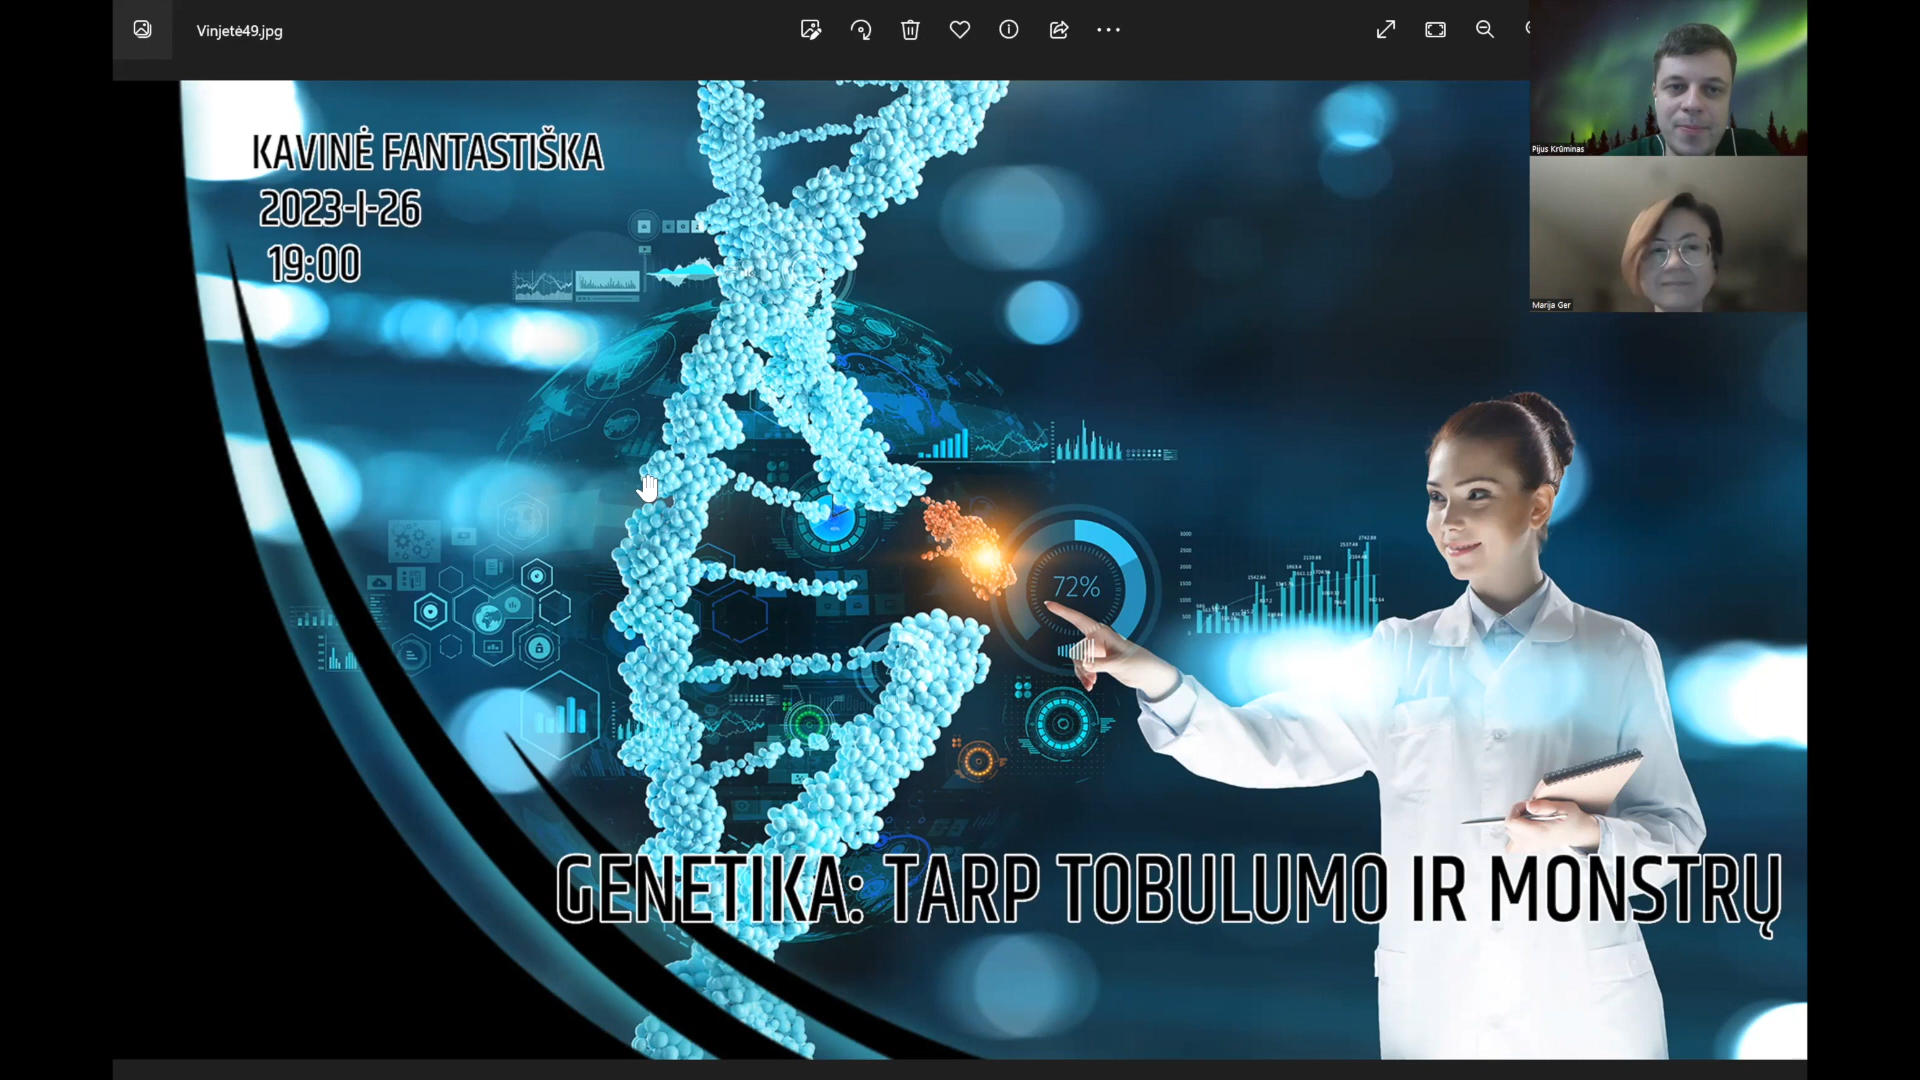 Vinjetė49.jpg
KAVINĖ FANTASTIŠKA
2023-I-26
19:00
Pijus Krūminas
Marija Ger
72%
GENETIKA: TARP TOBULUMO IR MONSTRŲ